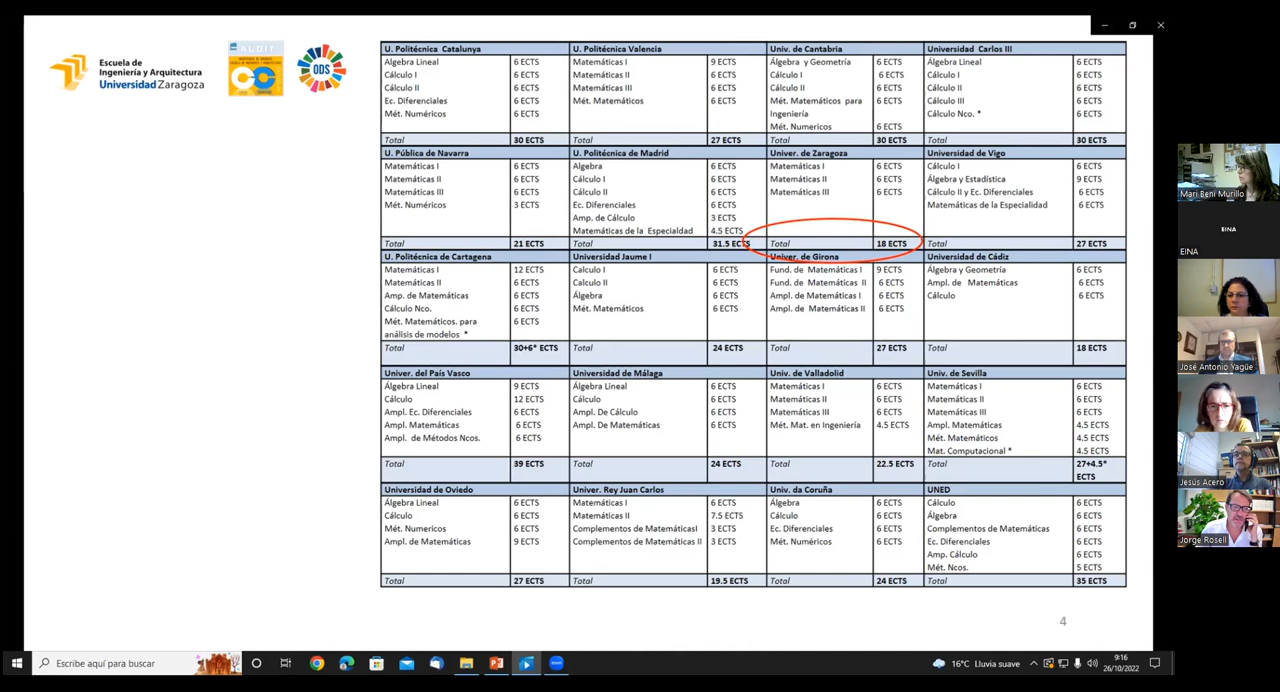 Escuela de
Ingeniería y Arquitectura
Universidad Zaragoza
AUDIT
ODS
U. Politécnica Catalunya
Algebra Lineal 6 ECTS
Cálculo I 6 ECTS
Cálculo II 6 ECTS
Ec. Diferenciales 6 ECTS
Mét. Numéricos 6 ECTS
Total 30 ECTS
U. Politécnica Valencia
Matemáticas I 9 ECTS
Matemáticas II 6 ECTS
Matemáticas III 6 ECTS
Mét. Matemáticos 6 ECTS
Total 27 ECTS
Univ. de Cantabria
Álgebra y Geometría 6 ECTS
Cálculo I 6 ECTS
Cálculo II 6 ECTS
Mét. Matemáticos para 6 ECTS
Ingeniería
Mét. Numericos 6 ECTS
Total 30 ECTS
Universidad Carlos III
Álgebra Lineal 6 ECTS
Cálculo I 6 ECTS
Cálculo II 6 ECTS
Cálculo III 6 ECTS
Cálculo Nco. * 6 ECTS
Total 30 ECTS
U. Pública de Navarra
Matemáticas I 6 ECTS
Matemáticas II 6 ECTS
Matemáticas III 6 ECTS
Mét. Numéricos 3 ECTS
Total 21 ECTS
U. Politécnica de Madrid
Algebra 6 ECTS
Cálculo I 6 ECTS
Cálculo II 6 ECTS
Ec. Diferenciales 6 ECTS
Amp. de Cálculo 3 ECTS
Matemáticas de la Especialdad 4.5 ECTS
Total 31.5 ECTS
Univer. de Zaragoza
Matemáticas I 6 ECTS
Matemáticas II 6 ECTS
Matemáticas III 6 ECTS
Total 18 ECTS
Universidad de Vigo
Cálculo I 6 ECTS
Álgebra y Estadística 9 ECTS
Cálculo II y Ec. Diferenciales 6 ECTS
Matemáticas de la Especialidad 6 ECTS
Total 27 ECTS
U. Politécnica de Cartagena
Matemáticas I 12 ECTS
Matemáticas II 6 ECTS
Amp. de Matemáticas 6 ECTS
Cálculo Nco. 6 ECTS
Mét. Matemáticos. para 6 ECTS
análisis de modelos *
Total 30+6* ECTS
Universidad Jaume I
Calculo I 6 ECTS
Calculo II 6 ECTS
Álgebra 6 ECTS
Mét. Matemáticos 6 ECTS
Total 24 ECTS
Univer. de Girona
Fund. de Matemáticas I 9 ECTS
Fund. de Matemáticas II 6 ECTS
Ampl. de Matemáticas I 6 ECTS
Ampl. de Matemáticas II 6 ECTS
Total 27 ECTS
Universidad de Cádiz
Álgebra y Geometría 6 ECTS
Ampl. de Matemáticas 6 ECTS
Cálculo 6 ECTS
Total 18 ECTS
Univer. del País Vasco
Álgebra Lineal 9 ECTS
Cálculo 12 ECTS
Ampl. Ec. Diferenciales 6 ECTS
Ampl. Matemáticas 6 ECTS
Ampl. de Métodos Ncos. 6 ECTS
Total 39 ECTS
Universidad de Málaga
Álgebra Lineal 6 ECTS
Cálculo 6 ECTS
Ampl. De Cálculo 6 ECTS
Ampl. De Matemáticas 6 ECTS
Total 24 ECTS
Univ. de Valladolid
Matemáticas I 6 ECTS
Matemáticas II 6 ECTS
Matemáticas III 6 ECTS
Mét. Mat. en Ingeniería 4.5 ECTS
Total 22.5 ECTS
Univ. de Sevilla
Matemáticas I 6 ECTS
Matemáticas II 6 ECTS
Matemáticas III 6 ECTS
Ampl. Matemáticas 4.5 ECTS
Mét. Matemáticos 4.5 ECTS
Mat. Computacional * 4.5 ECTS
Total 27+4.5*
ECTS
Universidad de Oviedo
Álgebra Lineal 6 ECTS
Cálculo 6 ECTS
Mét. Numericos 6 ECTS
Ampl. de Matemáticas 9 ECTS
Total 27 ECTS
Univer. Rey Juan Carlos
Matemáticas I 6 ECTS
Matemáticas II 7.5 ECTS
Complementos de MatemáticasI 3 ECTS
Complementos de Matemáticas II 3 ECTS
Total 19.5 ECTS
Univ. da Coruña
Álgebra 6 ECTS
Cálculo 6 ECTS
Ec. Diferenciales 6 ECTS
Mét. Numéricos 6 ECTS
Total 24 ECTS
UNED
Cálculo 6 ECTS
Álgebra 6 ECTS
Complementos de Matemáticas 6 ECTS
Ec. Diferenciales 6 ECTS
Amp. Cálculo 6 ECTS
Mét. Ncos. 5 ECTS
Total 35 ECTS
4
Mari Beni Murillo
EINA
EINA
José Antonio Yagüe
Jesús Acero
Jorge Rosell
Escribe aquí para buscar
16°C Lluvia suave
9:16
26/10/2022